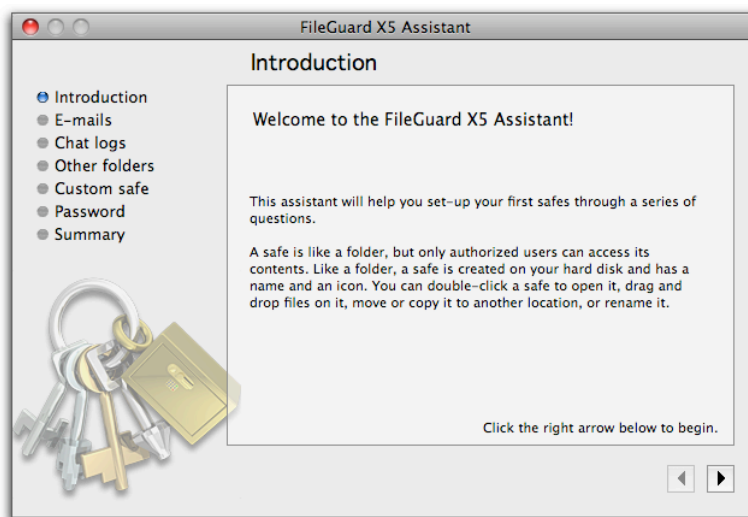 FileGuard X5 Assistant
Introduction
Introduction
E-mails
Chat logs
Other folders
Custom safe
Password
Summary
Welcome to the FileGuard X5 Assistant!
This assistant will help you set-up your first safes through a series of
questions.
A safe is like a folder, but only authorized users can access its
contents. Like a folder, a safe is created on your hard disk and has a
name and an icon. You can double-click a safe to open it, drag and
drop files on it, move or copy it to another location, or rename it.
Click the right arrow below to begin.